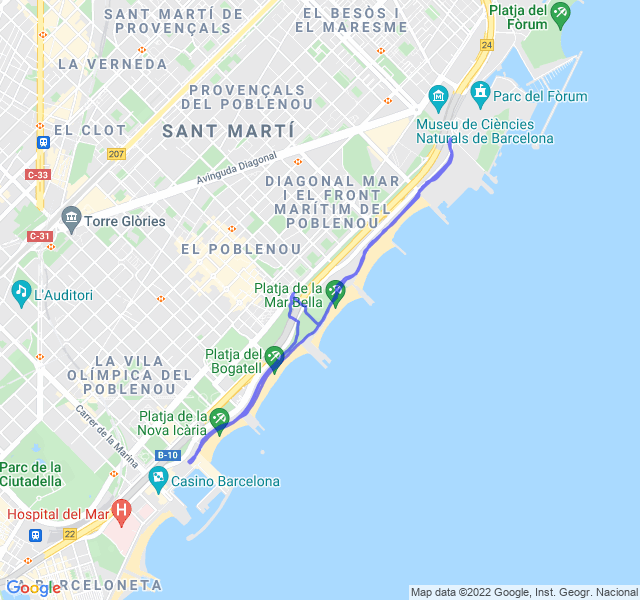 SANT MARTÍ DE
PROVENÇALS
EL BESÒS I
EL MARESME
Platja del
Fòrum
24
LA VERNEDA
PROVENÇALS
DEL POBLENOU
Parc del Fòrum
EL CLOT
SANT MARTÍ
Museu de Ciències
Naturals de Barcelona
207
C-33
Avinguda Diagonal
DIAGONAL MAR
I EL FRONT
MARÍTIM DEL
POBLENOU
Torre Glòries
C-31
EL POBLENOU
L'Auditori
Platja de la
Mar Bella
LA VILA
OLÍMPICA DEL
POBLENOU
Platja del
Bogatell
Carrer de la Marina
Platja de la
Nova Icària
B-10
Parc de la
Ciutadella
Casino Barcelona
Hospital del Mar
H
22
LA BARCELONETA
Google
Map data ©2022 Google, Inst. Geogr. Nacional